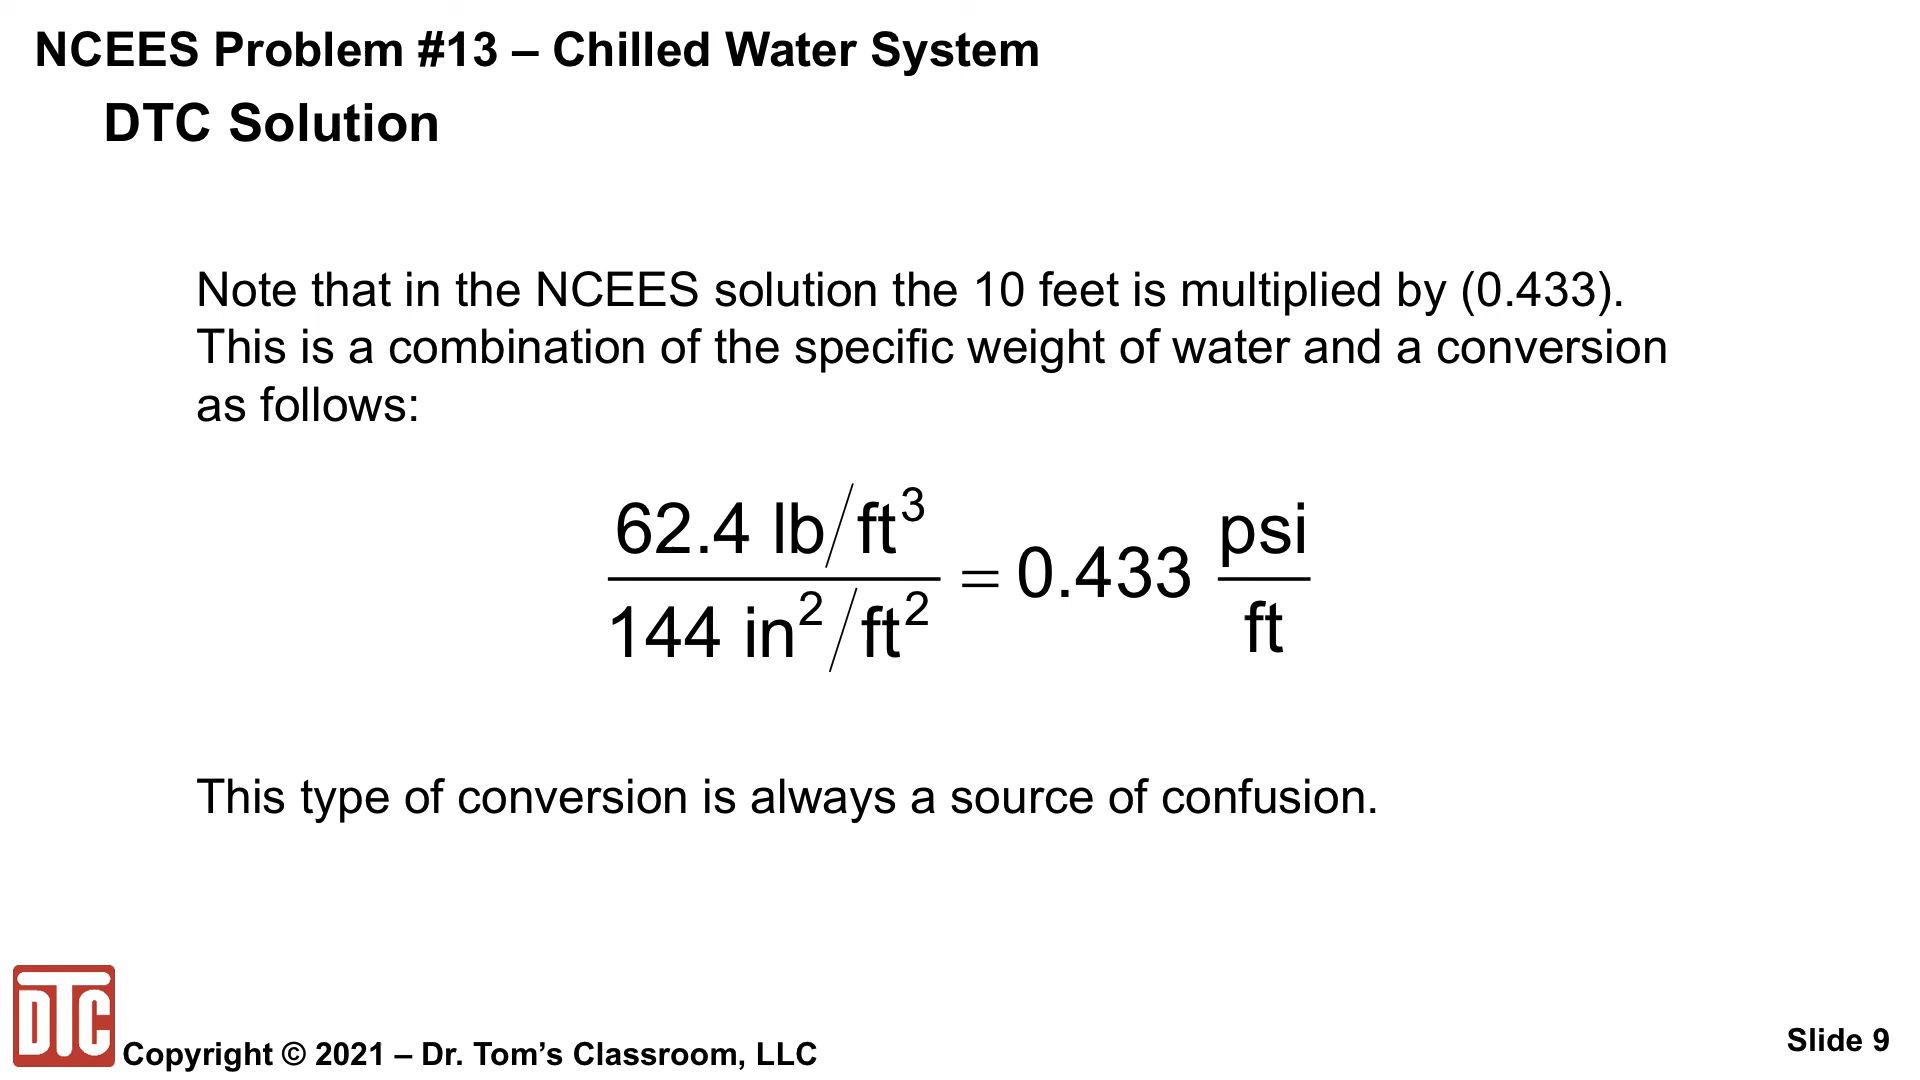 NCEES Problem #13 – Chilled Water System
DTC Solution
Note that in the NCEES solution the 10 feet is multiplied by (0.433).
This is a combination of the specific weight of water and a conversion
as follows:
62.4 lb/ft³
144 in²/ft²
= 0.433
psi
ft
This type of conversion is always a source of confusion.
DTC
Copyright © 2021 – Dr. Tom’s Classroom, LLC
Slide 9